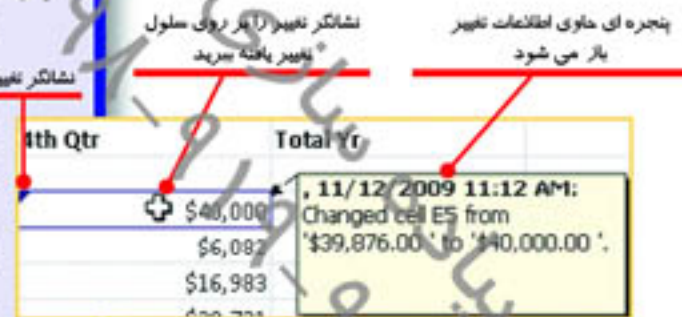 نشانگر تغییر را بر روی سلول
تغییر یافته ببرید
پنجره ای حاوی اطلاعات تغییر
باز می شود
نشانگر تغییر
4th Qtr
Total Yr
$40,000
$6,082
$16,983
, 11/12/2009 11:12 AM:
Changed cell E5 from
'$39,876.00 ' to '$40,000.00 '.